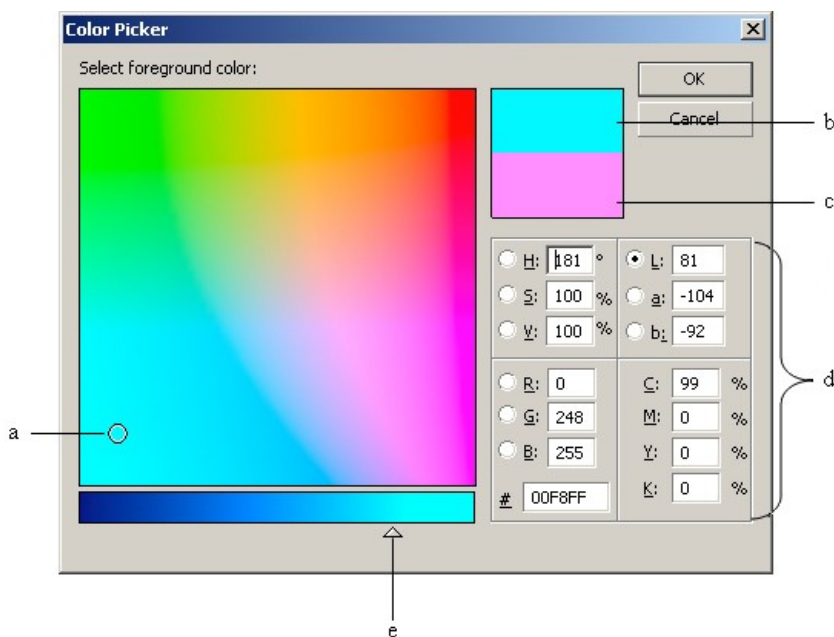 Color Picker
Select foreground color:
OK
Cancel
b
c
H: 181 ° L: 81
S: 100 % a: -104
V: 100 % b: -92
d
R: 0 C: 99 %
G: 248 M: 0 %
B: 255 Y: 0 %
# 00F8FF K: 0 %
a
e